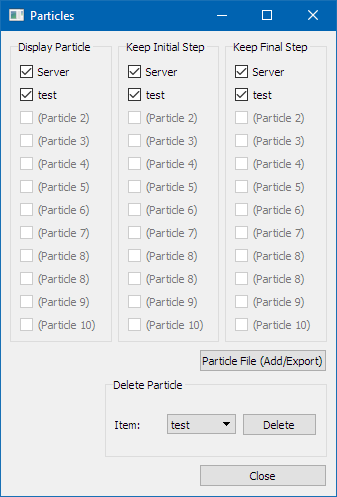 Particles
Display Particle Keep Initial Step Keep Final Step
Server Server Server
test test test
(Particle 2) (Particle 2) (Particle 2)
(Particle 3) (Particle 3) (Particle 3)
(Particle 4) (Particle 4) (Particle 4)
(Particle 5) (Particle 5) (Particle 5)
(Particle 6) (Particle 6) (Particle 6)
(Particle 7) (Particle 7) (Particle 7)
(Particle 8) (Particle 8) (Particle 8)
(Particle 8) (Particle 8) (Particle 8)
(Particle 9) (Particle 9) (Particle 9)
(Particle 10) (Particle 10) (Particle 10)
Particle File (Add/Export)
Delete Particle
Item: test Delete
Close